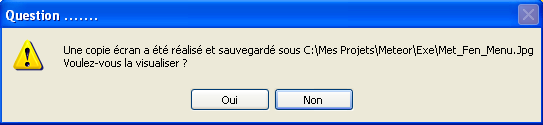 Question .......
Une copie écran a été réalisé et sauvegardé sous C:\Mes Projets\Meteor\Exe\Met_Fen_Menu.Jpg
Voulez-vous la visualiser ?
Oui
Non